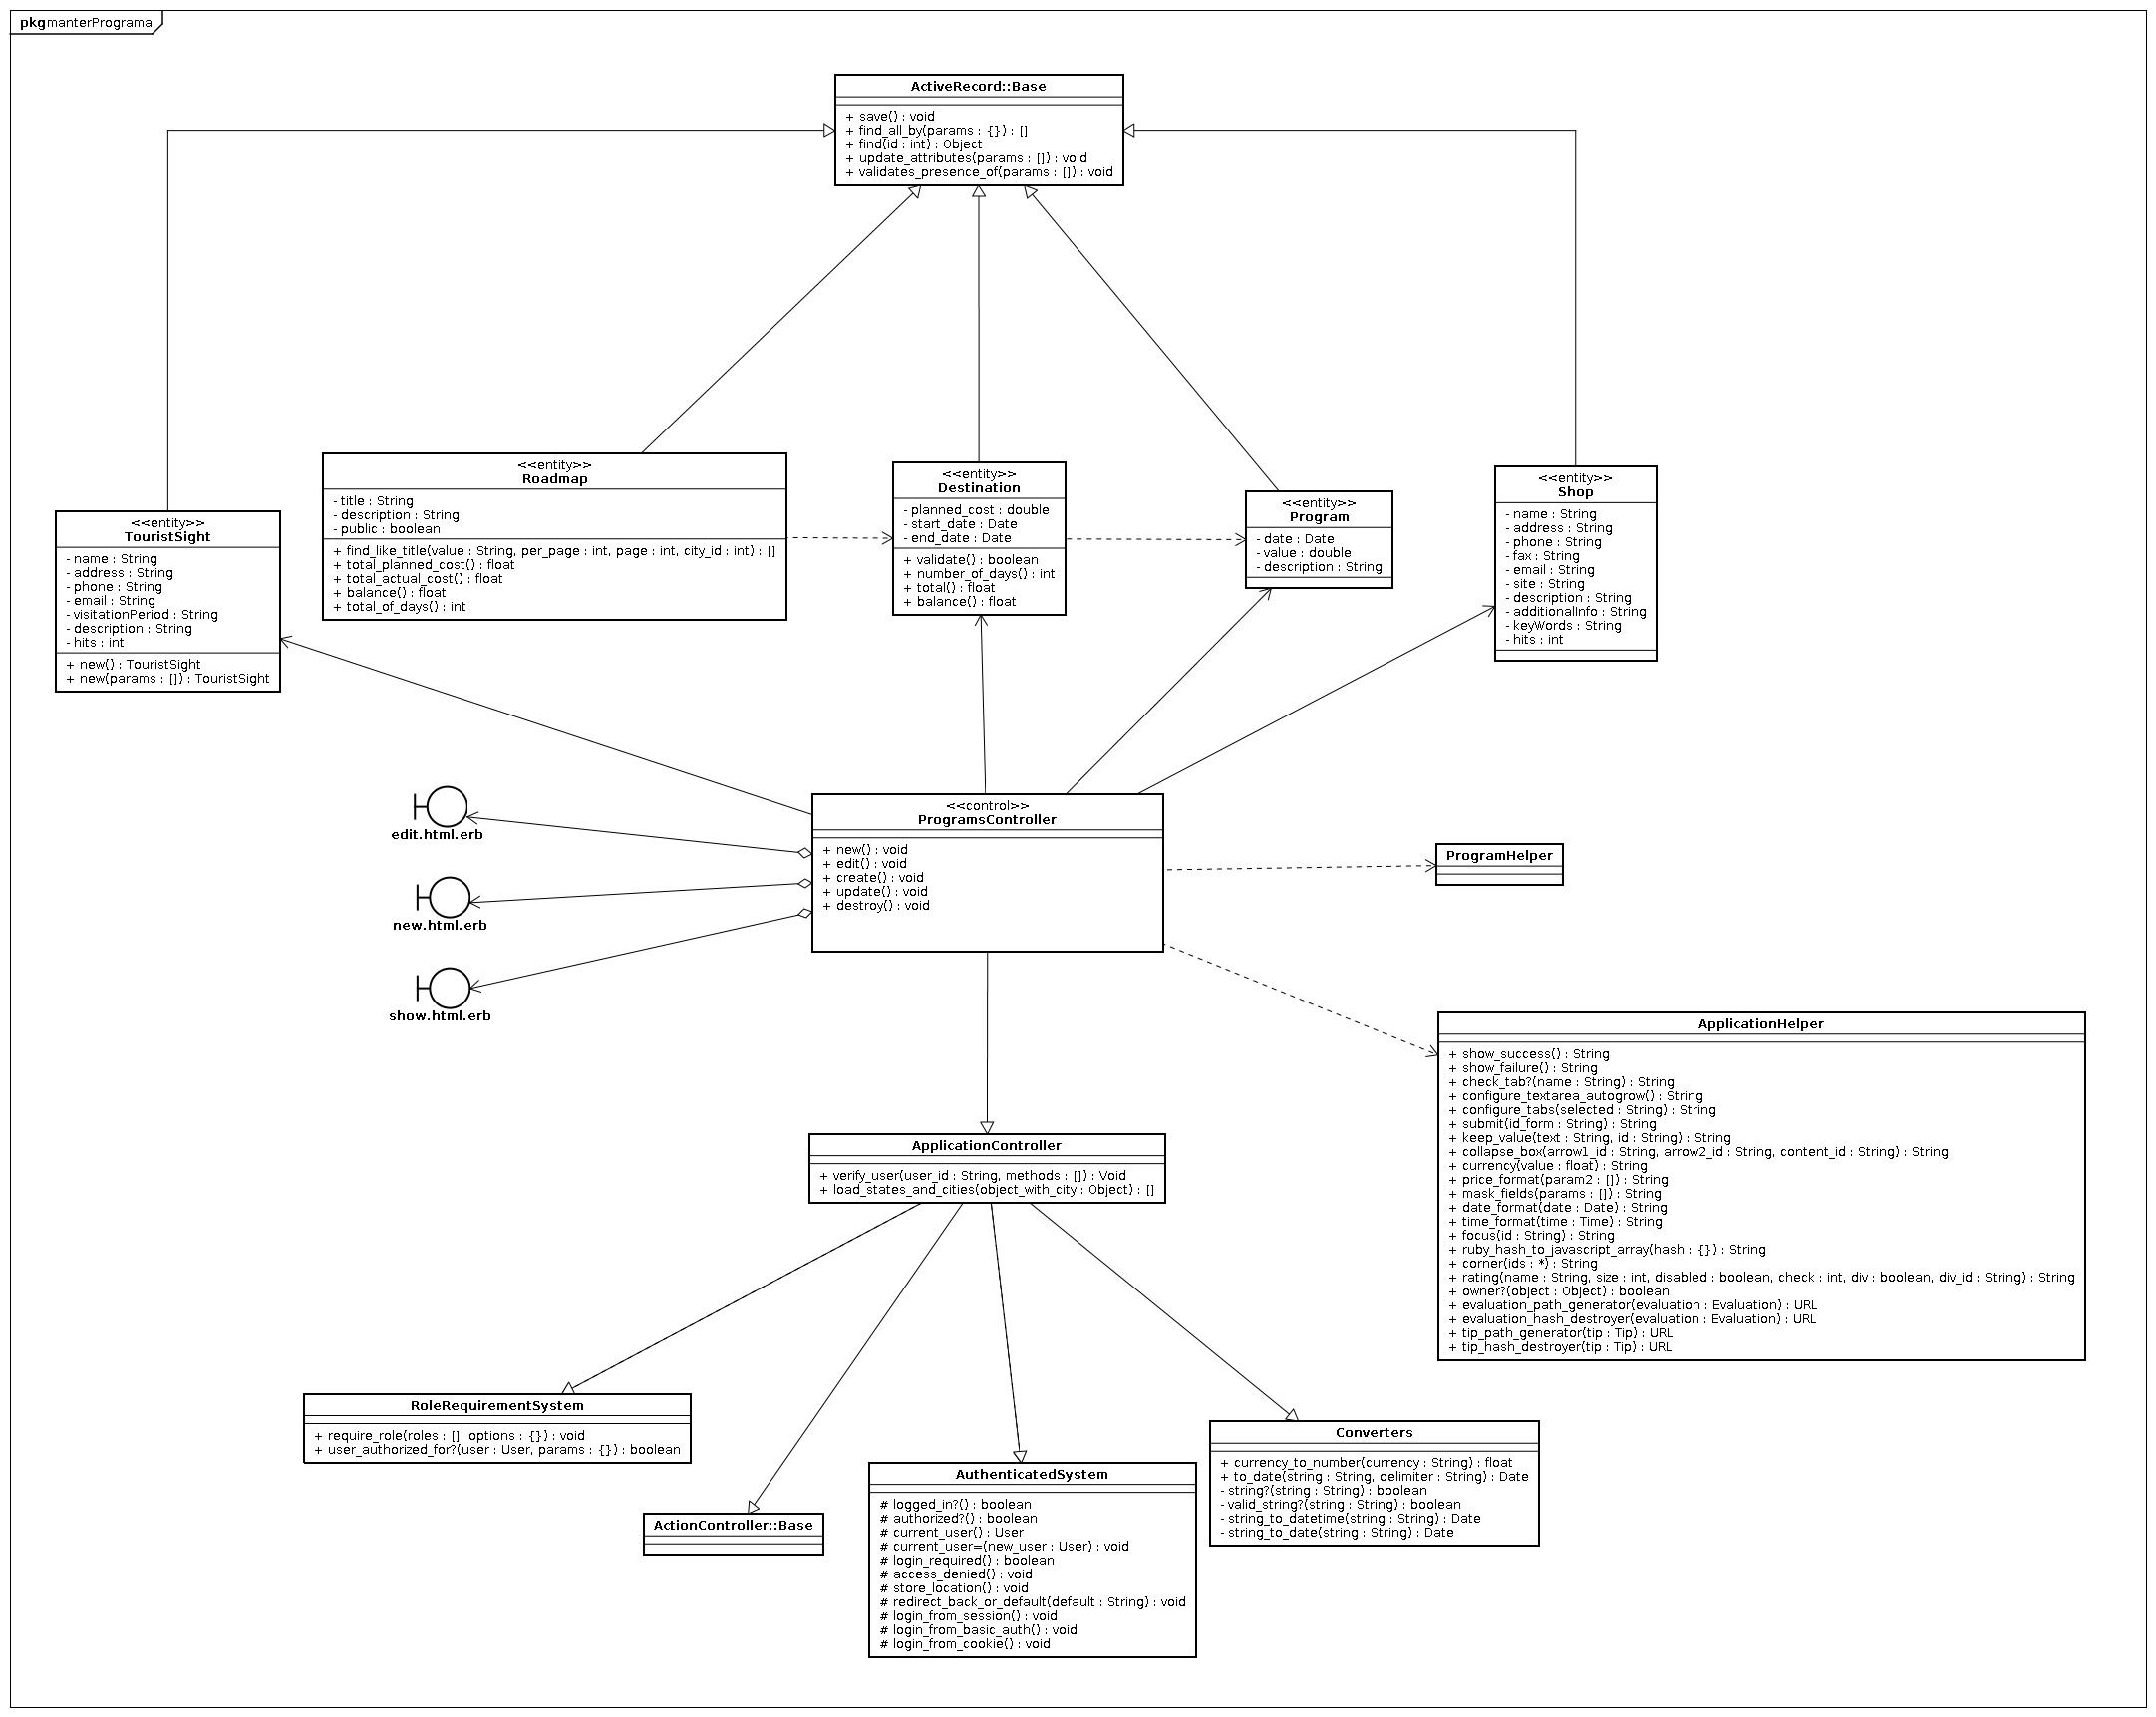 pkg manterPrograma
ActiveRecord::Base
+ save() : void
+ find_all_by(params : {}) : []
+ find(id : int) : Object
+ update_attributes(params : []) : void
+ validates_presence_of(params : []) : void
<<entity>>
TouristSight
- name : String
- address : String
- phone : String
- email : String
- visitationPeriod : String
- description : String
- hits : int
+ new() : TouristSight
+ new(params : []) : TouristSight
<<entity>>
Roadmap
- title : String
- description : String
- public : boolean
+ find_like_title(value : String, per_page : int, page : int, city_id : int) : []
+ total_planned_cost() : float
+ total_actual_cost() : float
+ balance() : float
+ total_of_days() : int
<<entity>>
Destination
- planned_cost : double
- start_date : Date
- end_date : Date
+ validate() : boolean
+ number_of_days() : int
+ total() : float
+ balance() : float
<<entity>>
Program
- date : Date
- value : double
- description : String
<<entity>>
Shop
- name : String
- address : String
- phone : String
- fax : String
- email : String
- site : String
- description : String
- additionalInfo : String
- keyWords : String
- hits : int
edit.html.erb
new.html.erb
show.html.erb
<<control>>
ProgramsController
+ new() : void
+ edit() : void
+ create() : void
+ update() : void
+ destroy() : void
ProgramHelper
ApplicationHelper
+ show_success() : String
+ show_failure() : String
+ check_tab?(name : String) : String
+ configure_textarea_autogrow() : String
+ configure_tabs(selected : String) : String
+ submit(id_form : String) : String
+ keep_value(text : String, id : String) : String
+ collapse_box(arrow1_id : String, arrow2_id : String, content_id : String) : String
+ currency(value : float) : String
+ price_format(param2 : []) : String
+ mask_fields(params : []) : String
+ date_format(date : Date) : String
+ time_format(time : Time) : String
+ focus(id : String) : String
+ ruby_hash_to_javascript_array(hash : {}) : String
+ corner(ids : *) : String
+ rating(name : String, size : int, disabled : boolean, check : int, div : boolean, div_id : String) : String
+ owner?(object : Object) : boolean
+ evaluation_path_generator(evaluation : Evaluation) : URL
+ evaluation_hash_destroyer(evaluation : Evaluation) : URL
+ tip_path_generator(tip : Tip) : URL
+ tip_hash_destroyer(tip : Tip) : URL
ApplicationController
+ verify_user(user_id : String, methods : []) : Void
+ load_states_and_cities(object_with_city : Object) : []
RoleRequirementSystem
+ require_role(roles : [], options : {}) : void
+ user_authorized_for?(user : User, params : {}) : boolean
ActionController::Base
AuthenticatedSystem
# logged_in?() : boolean
# authorized?() : boolean
# current_user() : User
# current_user=(new_user : User) : void
# login_required() : boolean
# access_denied() : void
# store_location() : void
# redirect_back_or_default(default : String) : void
# login_from_session() : void
# login_from_basic_auth() : void
# login_from_cookie() : void
Converters
+ currency_to_number(currency : String) : float
+ to_date(string : String, delimiter : String) : Date
- string?(string : String) : boolean
- valid_string?(string : String) : boolean
- string_to_datetime(string : String) : Date
- string_to_date(string : String) : Date